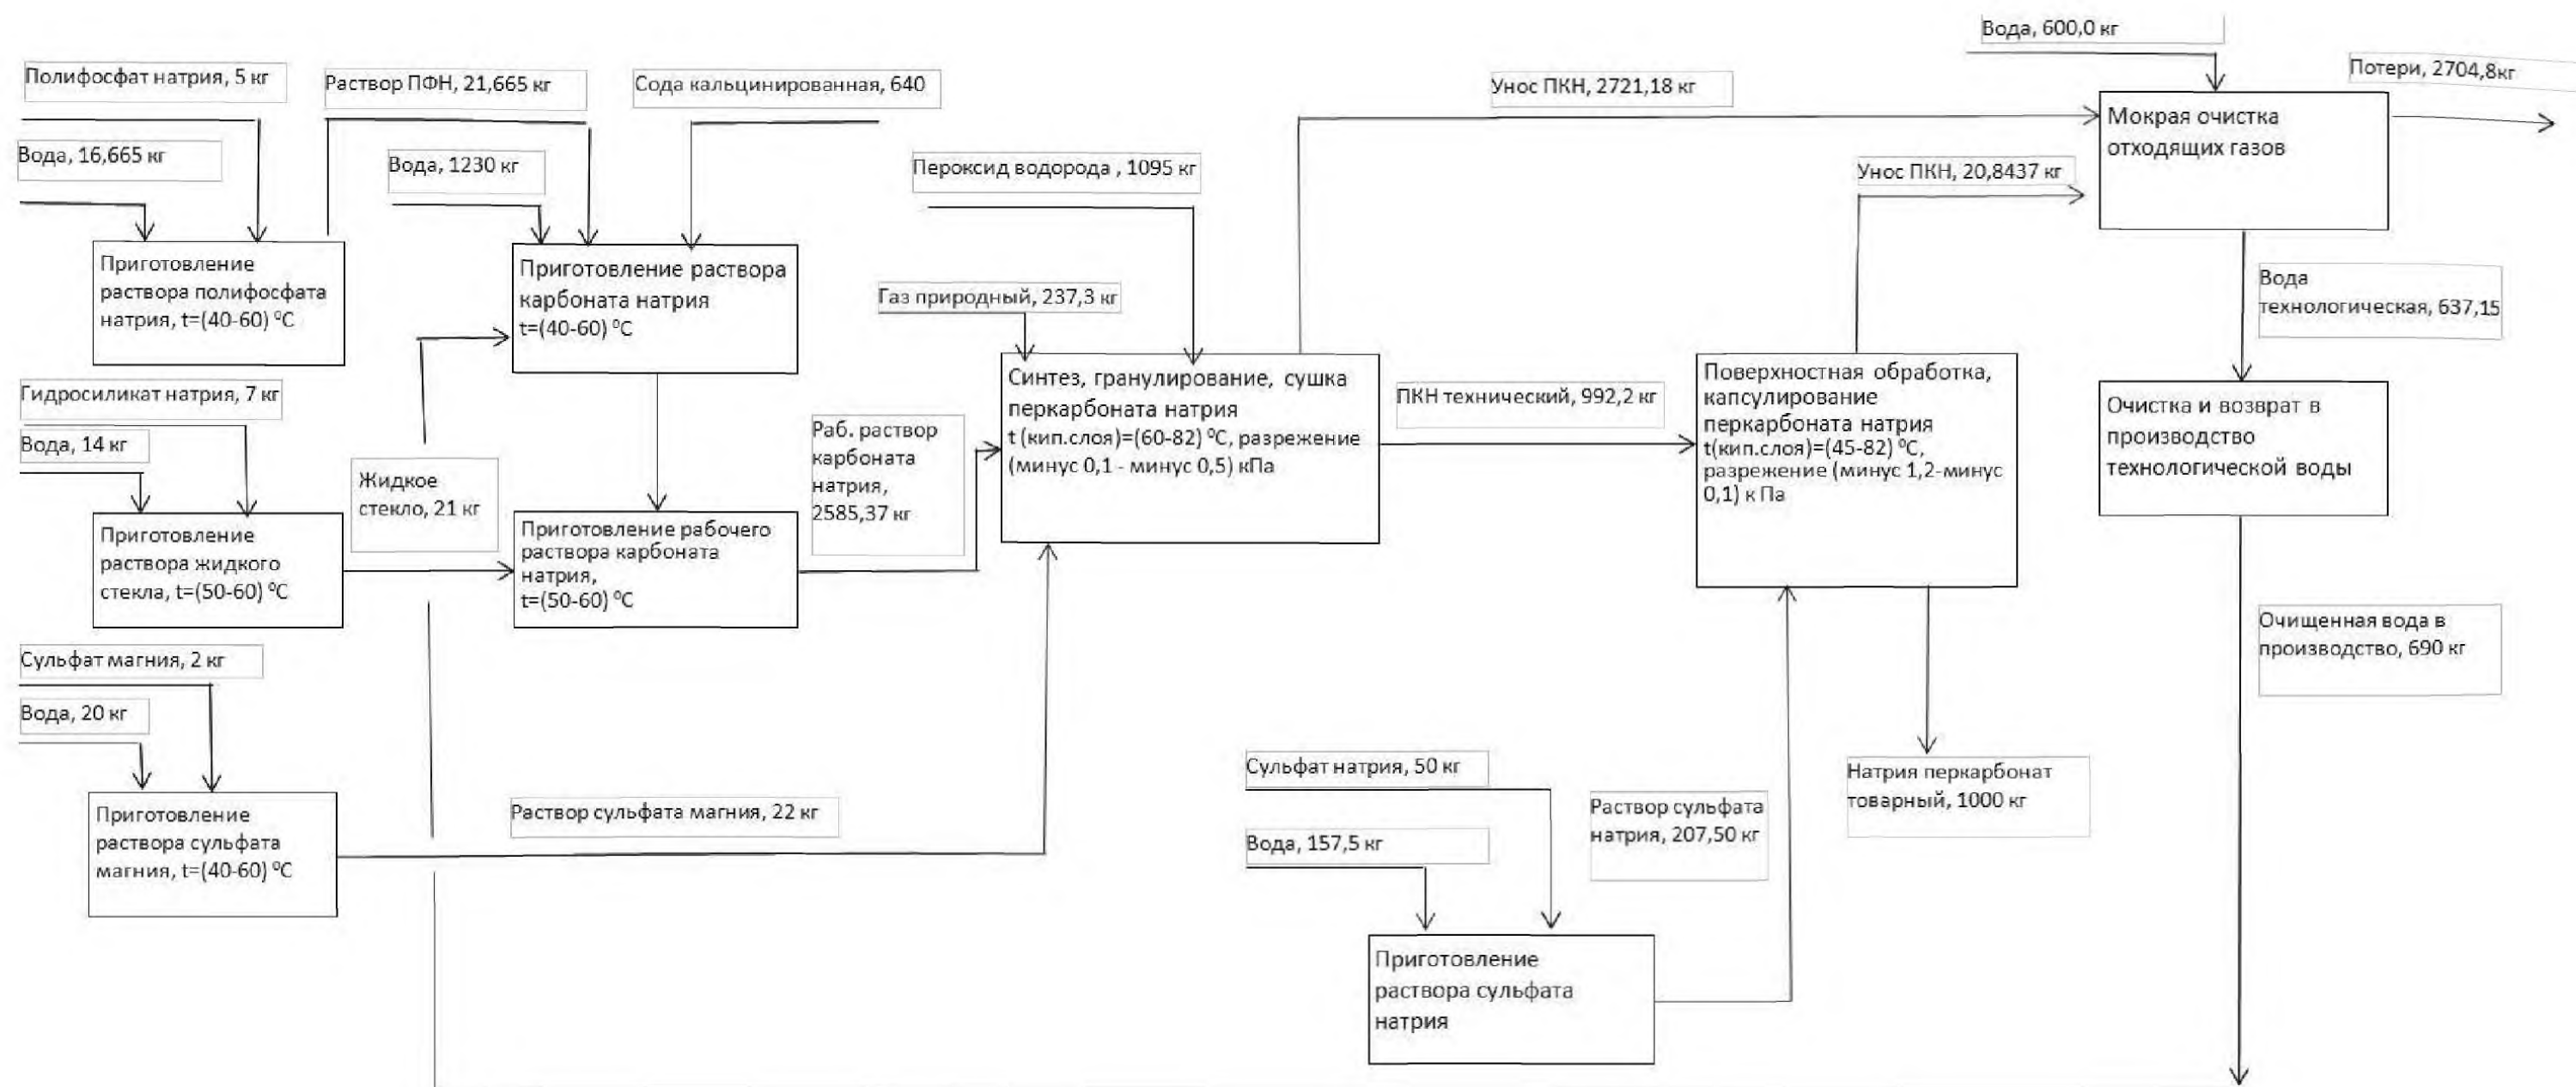 Вода, 600,0 кг
Потери, 2704,8кг
Полифосфат натрия, 5 кг
Раствор ПФН, 21,665 кг
Сода кальцинированная, 640
Унос ПКН, 2721,18 кг
Мокрая очистка
отходящих газов
Вода, 16,665 кг
Вода, 1230 кг
Пероксид водорода , 1095 кг
Унос ПКН, 20,8437 кг
Приготовление
раствора полифосфата
натрия, t=(40-60) ⁰С
Приготовление раствора
карбоната натрия
t=(40-60) ⁰С
Газ природный, 237,3 кг
Вода
технологическая, 637,15
Гидросиликат натрия, 7 кг
Вода, 14 кг
Жидкое
стекло, 21 кг
Раб. раствор
карбоната
натрия,
2585,37 кг
Синтез, гранулирование, сушка
перкарбоната натрия
t (кип.слоя)=(60-82) ⁰С, разрежение
(минус 0,1 - минус 0,5) кПа
ПКН технический, 992,2 кг
Поверхностная обработка,
капсулирование
перкарбоната натрия
t(кип.слоя)=(45-82) ⁰С,
разрежение (минус 1,2-минус
0,1) к Па
Очистка и возврат в
производство
технологической воды
Приготовление
раствора жидкого
стекла, t=(50-60) ⁰С
Приготовление рабочего
раствора карбоната
натрия,
t=(50-60) ⁰С
Очищенная вода в
производство, 690 кг
Сульфат магния, 2 кг
Вода, 20 кг
Приготовление
раствора сульфата
магния, t=(40-60) ⁰С
Раствор сульфата магния, 22 кг
Сульфат натрия, 50 кг
Вода, 157,5 кг
Раствор сульфата
натрия, 207,50 кг
Натрия перкарбонат
товарный, 1000 кг
Приготовление
раствора сульфата
натрия